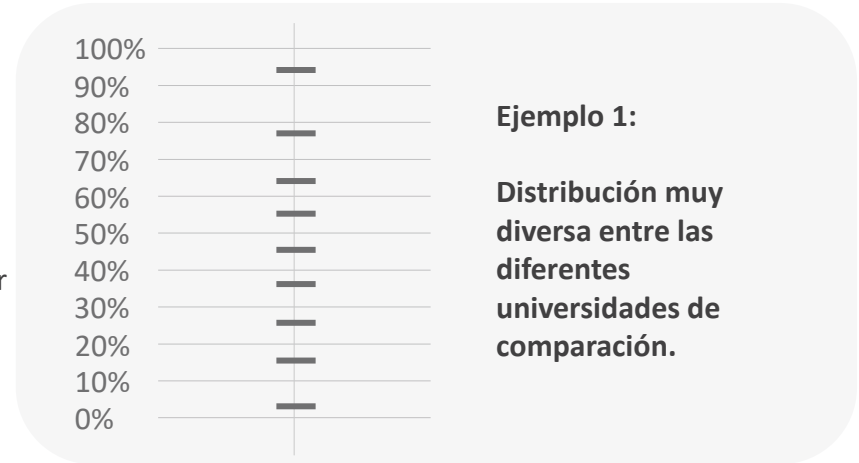 100%
90%
80%
70%
60%
50%
40%
30%
20%
10%
0%
r
Ejemplo 1:
Distribución muy
diversa entre las
diferentes
universidades de
comparación.